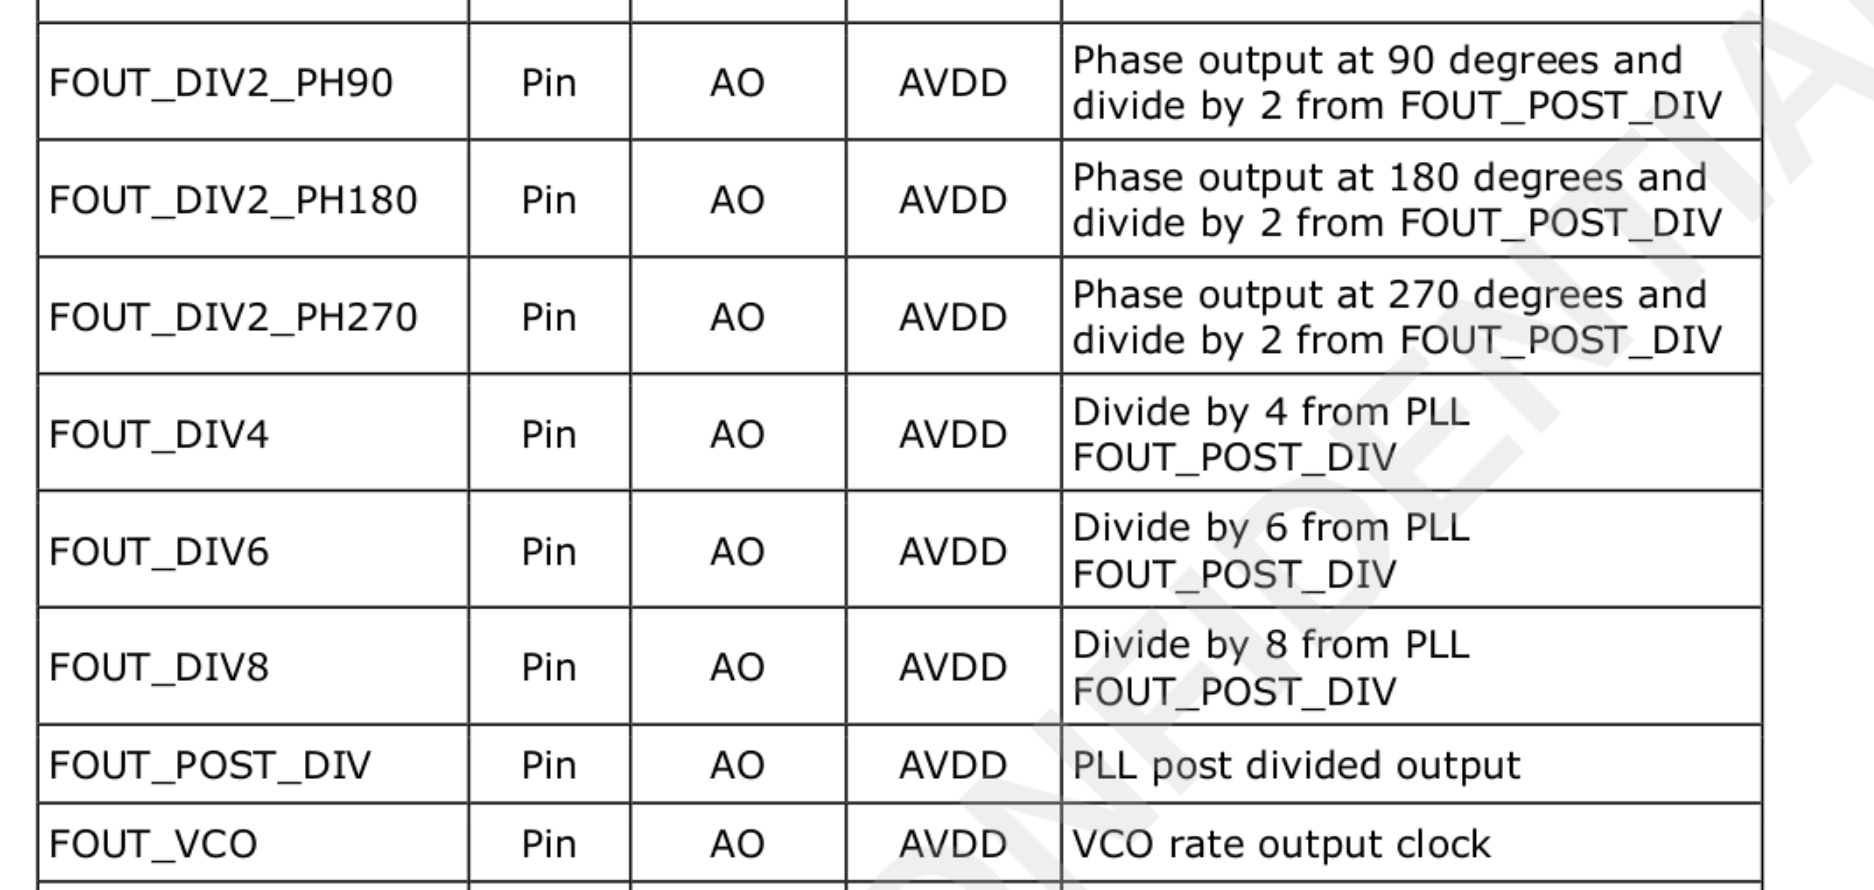 FOUT_DIV2_PH90 Pin AO AVDD Phase output at 90 degrees and
divide by 2 from FOUT_POST_DIV
FOUT_DIV2_PH180 Pin AO AVDD Phase output at 180 degrees and
divide by 2 from FOUT_POST_DIV
FOUT_DIV2_PH270 Pin AO AVDD Phase output at 270 degrees and
divide by 2 from FOUT_POST_DIV
FOUT_DIV4 Pin AO AVDD Divide by 4 from PLL
FOUT_POST_DIV
FOUT_DIV6 Pin AO AVDD Divide by 6 from PLL
FOUT_POST_DIV
FOUT_DIV8 Pin AO AVDD Divide by 8 from PLL
FOUT_POST_DIV
FOUT_POST_DIV Pin AO AVDD PLL post divided output
FOUT_VCO Pin AO AVDD VCO rate output clock